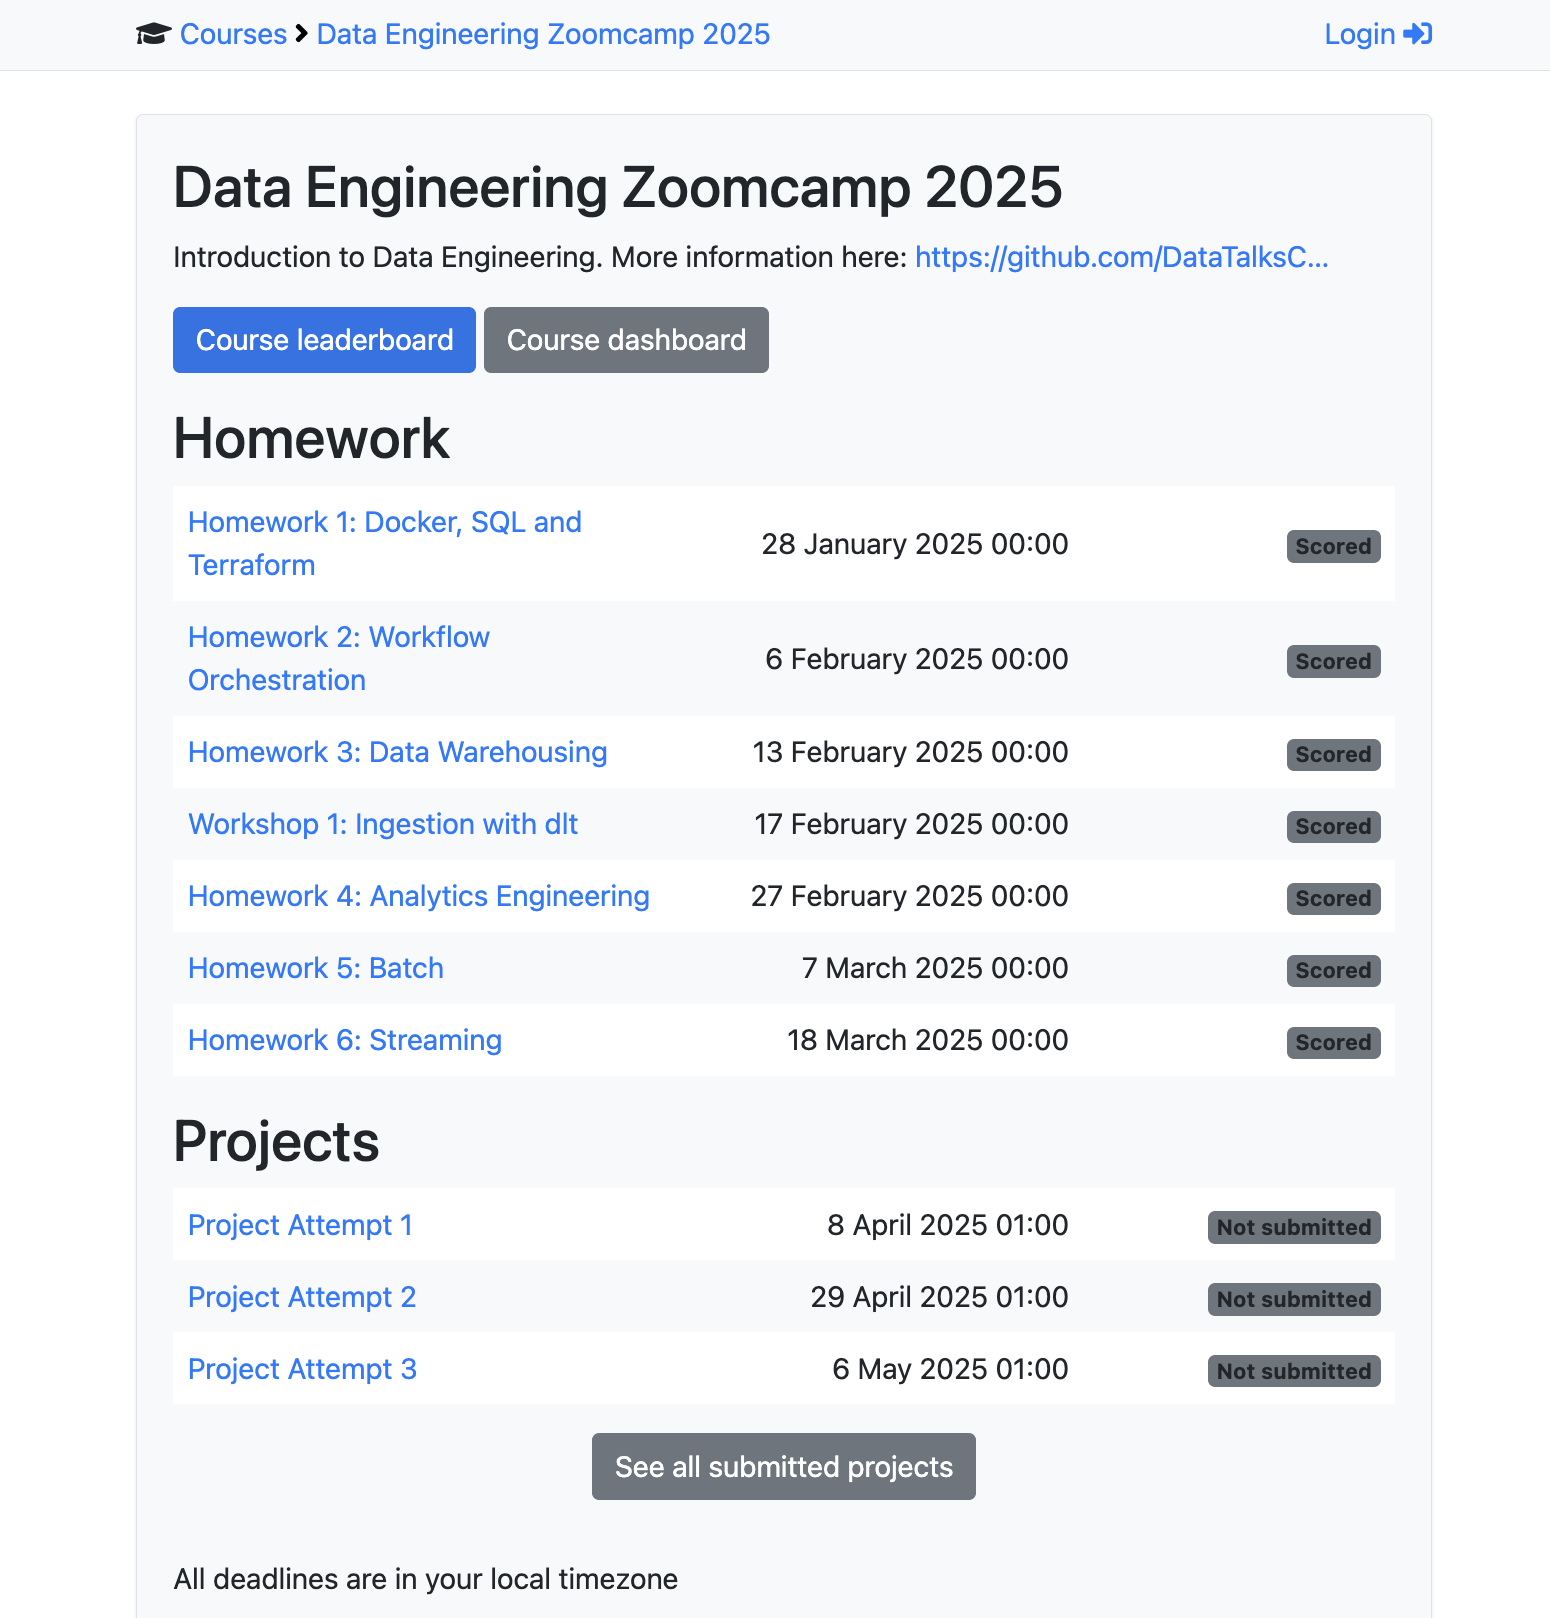 Courses > Data Engineering Zoomcamp 2025 Login
Data Engineering Zoomcamp 2025
Introduction to Data Engineering. More information here: https://github.com/DataTalksC...
Course leaderboard Course dashboard
Homework
Homework 1: Docker, SQL and
Terraform
28 January 2025 00:00 Scored
Homework 2: Workflow
Orchestration
6 February 2025 00:00 Scored
Homework 3: Data Warehousing 13 February 2025 00:00 Scored
Workshop 1: Ingestion with dlt 17 February 2025 00:00 Scored
Homework 4: Analytics Engineering 27 February 2025 00:00 Scored
Homework 5: Batch 7 March 2025 00:00 Scored
Homework 6: Streaming 18 March 2025 00:00 Scored
Projects
Project Attempt 1 8 April 2025 01:00 Not submitted
Project Attempt 2 29 April 2025 01:00 Not submitted
Project Attempt 3 6 May 2025 01:00 Not submitted
See all submitted projects
All deadlines are in your local timezone